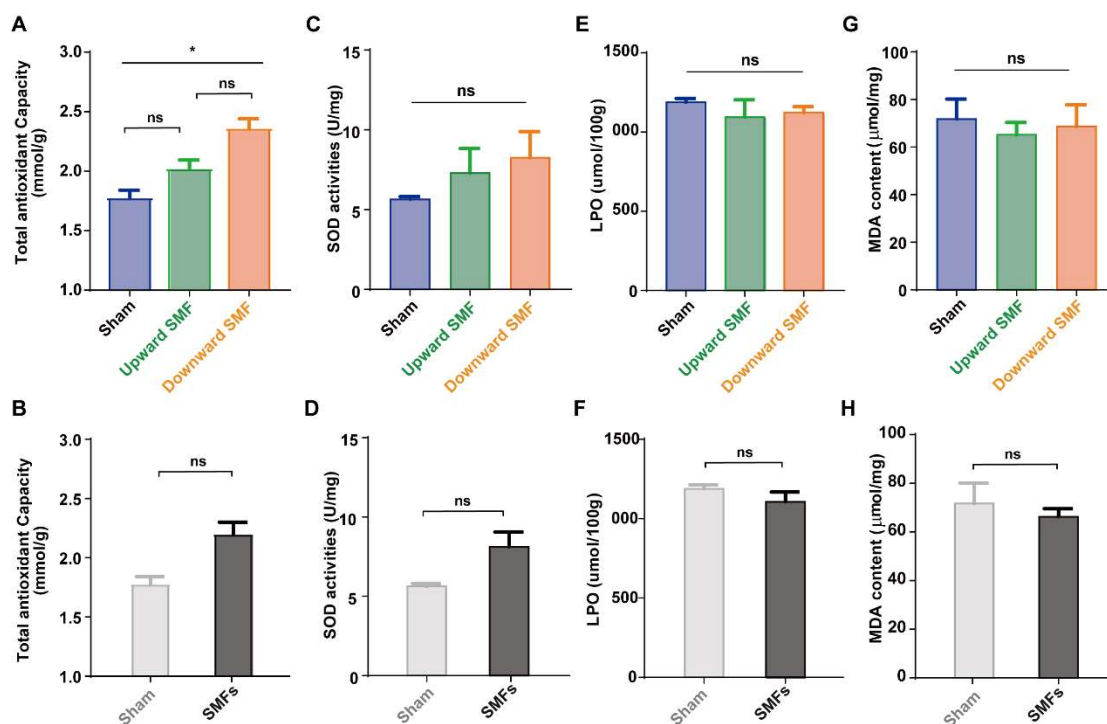 A
Total antioxidant Capacity
(mmol/g)
3.0
2.5
2.0
1.5
1.0
*
ns
ns
Sham
Upward SMF
Downward SMF
C
SOD activities (U/mg)
15
10
5
0
ns
Sham
Upward SMF
Downward SMF
E
LPO (umol/100g)
1500
000
500
0
ns
Sham
Upward SMF
Downward SMF
G
MDA content (μmol/mg)
100
80
60
40
20
0
ns
Sham
Upward SMF
Downward SMF
B
Total antioxidant Capacity
(mmol/g)
3.0
2.5
2.0
1.5
1.0
ns
Sham
SMFs
D
SOD activities (U/mg)
15
10
5
0
ns
Sham
SMFs
F
LPO (umol/100g)
1500
000
500
0
ns
Sham
SMFs
H
MDA content (μmol/mg)
100
80
60
40
20
0
ns
Sham
SMFs